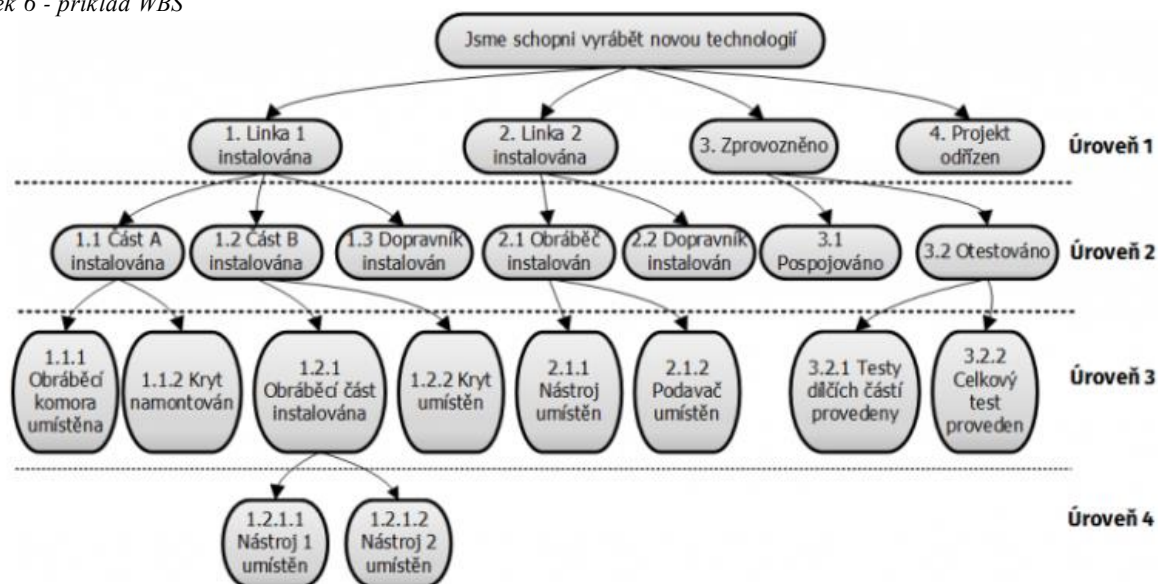 ek 6 - příklad WBS
Jsme schopni vyrábět novou technologií
1. Linka 1
instalována
2. Linka 2
instalována
3. Zprovozněno
4. Projekt
odřízen
Úroveň 1
1.1 Část A
instalována
1.2 Část B
instalována
1.3 Dopravník
instalován
2.1 Obráběč
instalován
2.2 Dopravník
instalován
3.1
Pospojováno
3.2 Otestováno
Úroveň 2
1.1.1
Obráběcí
komora
umístěna
1.1.2 Kryt
namontován
1.2.1
Obráběcí část
instalována
1.2.2 Kryt
umístěn
2.1.1
Nástroj
umístěn
2.1.2
Podavač
umístěn
3.2.1 Testy
dílčích částí
provedeny
3.2.2
Celkový
test
proveden
Úroveň 3
1.2.1.1
Nástroj 1
umístěn
1.2.1.2
Nástroj 2
umístěn
Úroveň 4